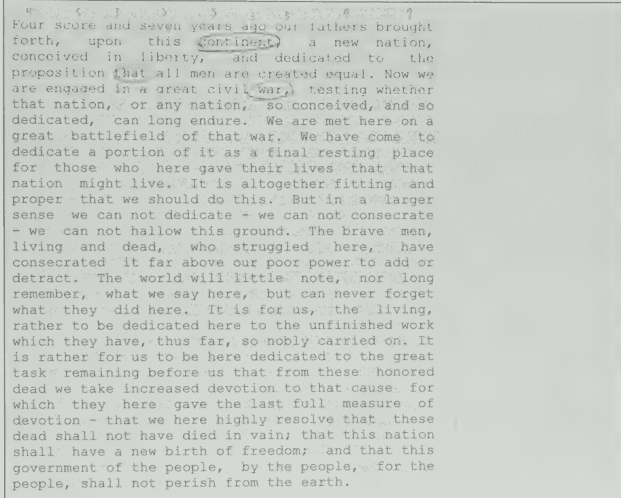 Four score and seven years ago our fathers brought
forth, upon this continent, a new nation,
conceived in liberty, and dedicated to the
proposition that all men are created equal. Now we
are engaged in a great civil war, testing whether
that nation, or any nation, so conceived, and so
dedicated, can long endure. We are met here on a
great battlefield of that war. We have come to
dedicate a portion of it as a final resting place
for those who here gave their lives that that
nation might live. It is altogether fitting and
proper that we should do this. But in a larger
sense we can not dedicate - we can not consecrate
- we can not hallow this ground. The brave men,
living and dead, who struggled here, have
consecrated it far above our poor power to add or
detract. The world will little note, nor long
remember, what we say here, but can never forget
what they did here. It is for us, the living,
rather to be dedicated here to the unfinished work
which they have, thus far, so nobly carried on. It
is rather for us to be here dedicated to the great
task remaining before us that from these honored
dead we take increased devotion to that cause for
which they here gave the last full measure of
devotion - that we here highly resolve that these
dead shall not have died in vain; that this nation
shall have a new birth of freedom; and that this
government of the people, by the people, for the
people, shall not perish from the earth.